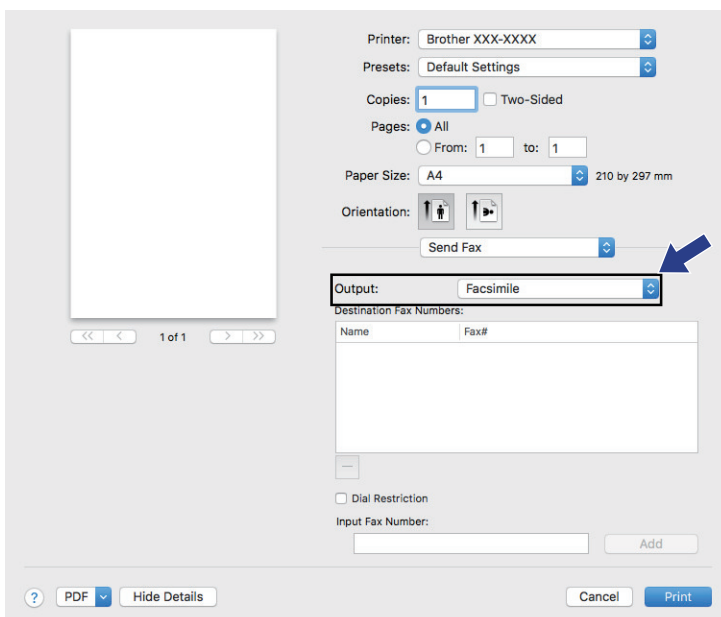 Printer: Brother XXX-XXXX
Presets: Default Settings
Copies: 1 Two-Sided
Pages: All
From: 1 to: 1
Paper Size: A4 210 by 297 mm
Orientation:
Send Fax
Output: Facsimile
Destination Fax Numbers:
Name Fax#
<< < 1 of 1 > >>
Dial Restriction
Input Fax Number:
Add
? PDF Hide Details Cancel Print